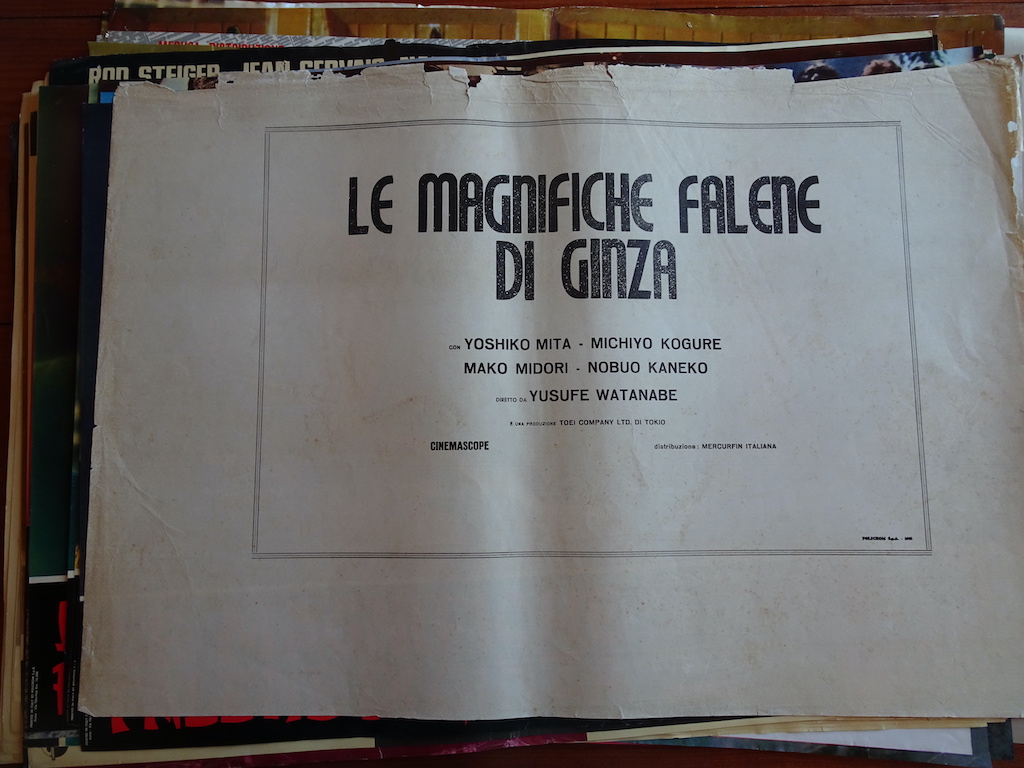 ROD STEIGER JEAN SERVAIS
LE MAGNIFICHE FALENE
DI GINZA
CON YOSHIKO MITA - MICHIYO KOGURE
MAKO MIDORI - NOBUO KANEKO
DIRETTO DA YUSUFE WATANABE
È UNA PRODUZIONE TOEI COMPANY LTD. DI TOKIO
CINEMASCOPE
distribuzione: MERCURFIN ITALIANA